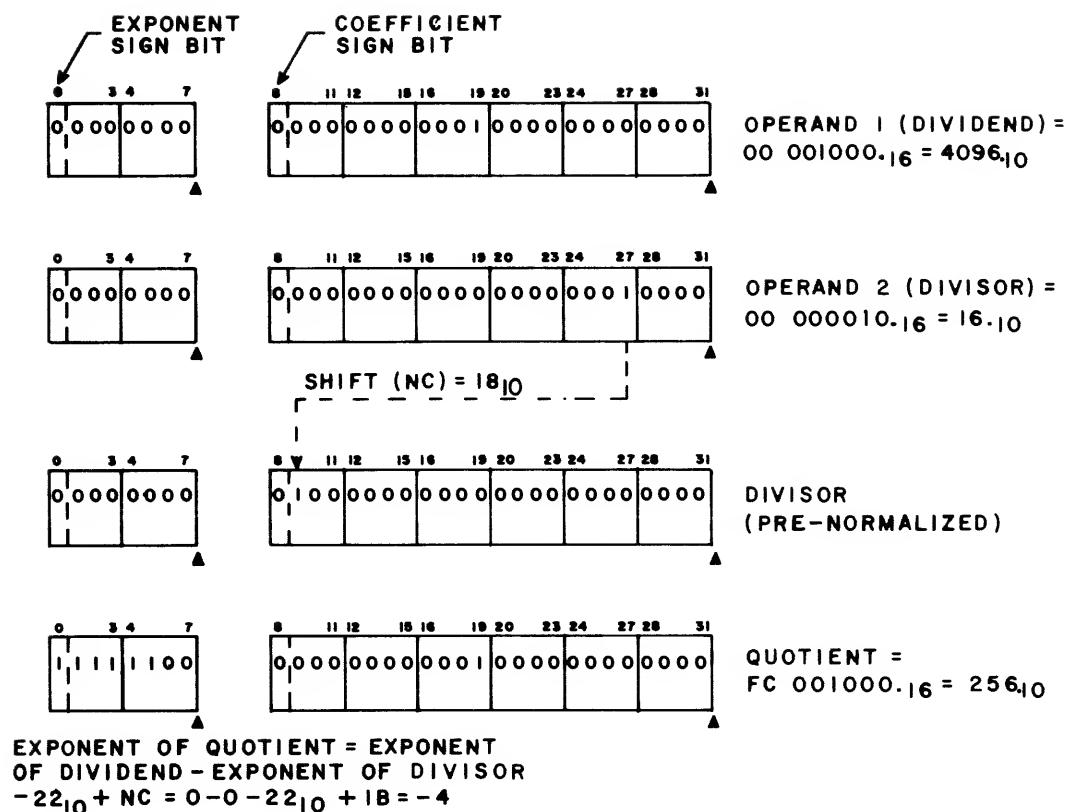 EXPONENT SIGN BIT
COEFFICIENT SIGN BIT
0 3 4 7 8 11 12 15 16 19 20 23 24 27 28 31
0 000 0000 0 000 0000 0001 0000 0000 0000
OPERAND 1 (DIVIDEND) =
00 001000.16 = 4096.10
0 3 4 7 8 11 12 15 16 19 20 23 24 27 28 31
0 000 0000 0 000 0000 0000 0000 0001 0000
OPERAND 2 (DIVISOR) =
00 000010.16 = 16.10
SHIFT (NC) = 1810
0 3 4 7 8 11 12 15 16 19 20 23 24 27 28 31
0 000 0000 0 100 0000 0000 0000 0000 0000
DIVISOR
(PRE-NORMALIZED)
0 3 4 7 8 11 12 15 16 19 20 23 24 27 28 31
1 111 1100 0 000 0000 0001 0000 0000 0000
QUOTIENT =
FC 001000.16 = 256.10
EXPONENT OF QUOTIENT = EXPONENT
OF DIVIDEND - EXPONENT OF DIVISOR
-2210 + NC = 0-0-2210 + 18 = -4